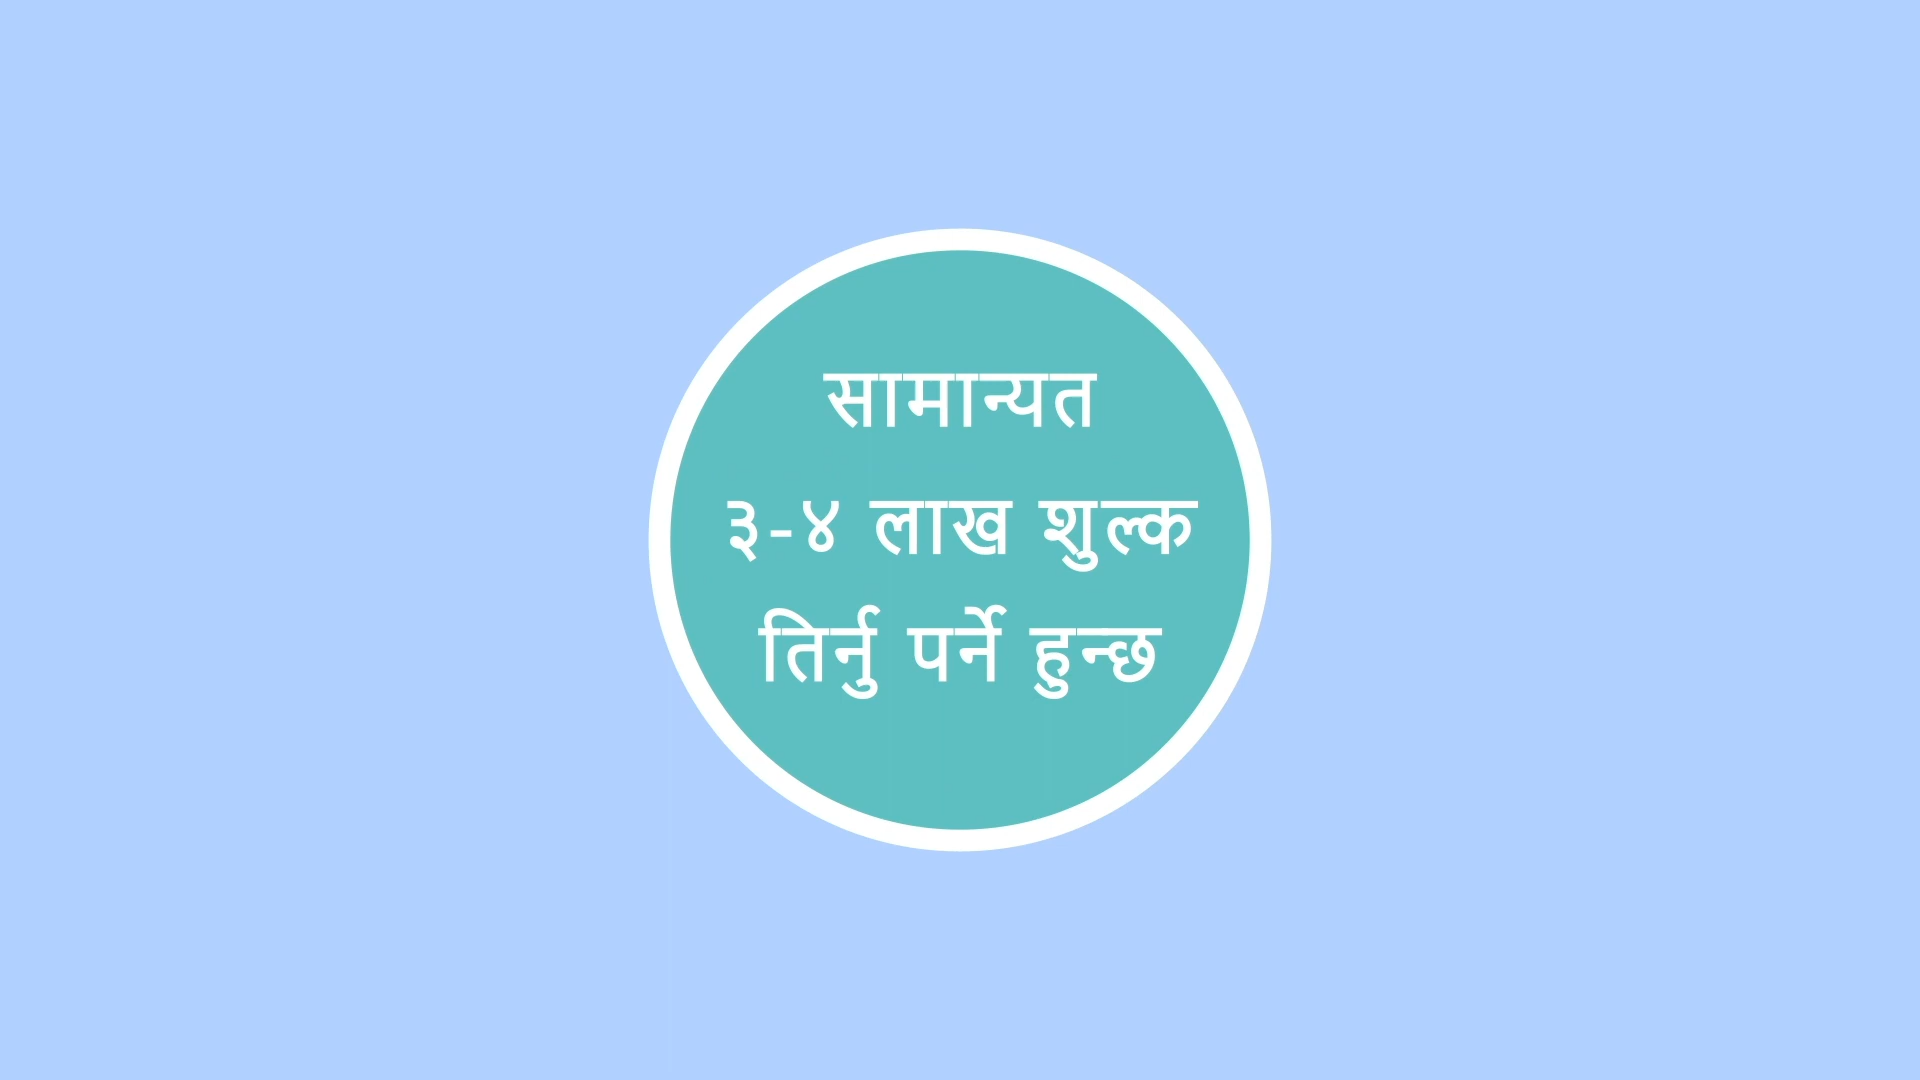 सामान्यत
३-४ लाख शुल्क
तिर्नु पर्ने हुन्छ